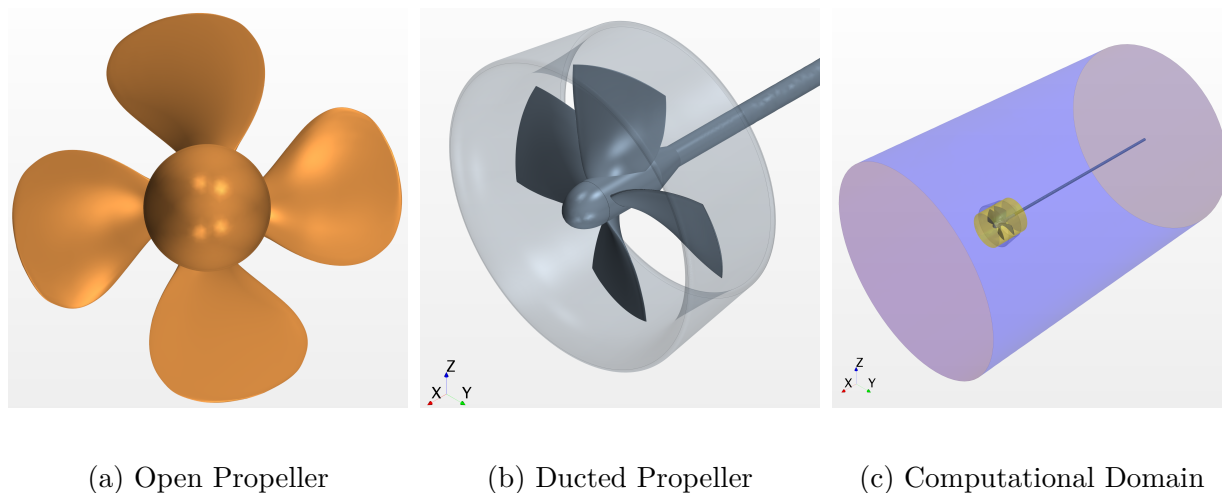 Z
X
Y
Z
X
Y
(a) Open Propeller
(b) Ducted Propeller
(c) Computational Domain